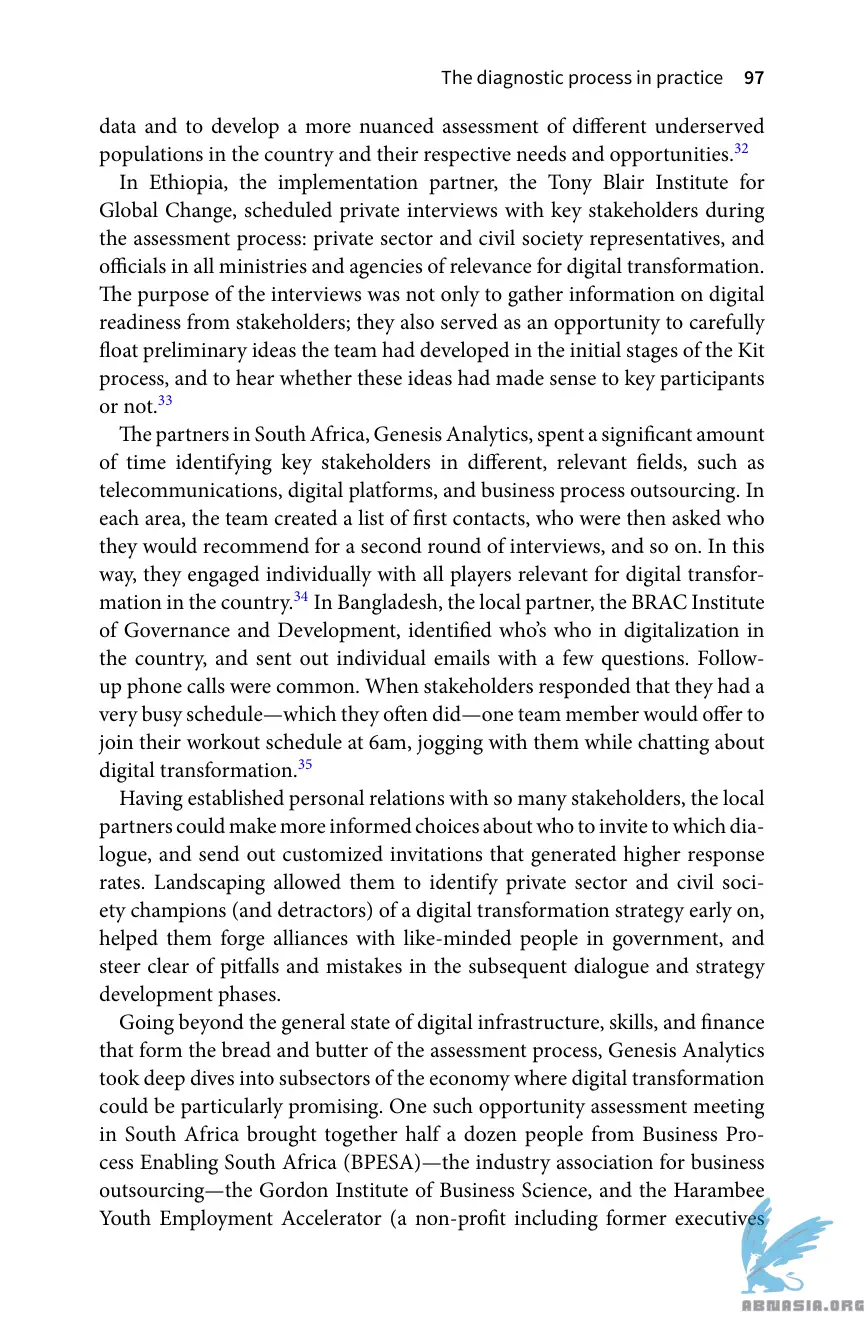 The diagnostic process in practice 97
data and to develop a more nuanced assessment of different underserved
populations in the country and their respective needs and opportunities.32
In Ethiopia, the implementation partner, the Tony Blair Institute for
Global Change, scheduled private interviews with key stakeholders during
the assessment process: private sector and civil society representatives, and
officials in all ministries and agencies of relevance for digital transformation.
The purpose of the interviews was not only to gather information on digital
readiness from stakeholders; they also served as an opportunity to carefully
float preliminary ideas the team had developed in the initial stages of the Kit
process, and to hear whether these ideas had made sense to key participants
or not.33
The partners in South Africa, Genesis Analytics, spent a significant amount
of time identifying key stakeholders in different, relevant fields, such as
telecommunications, digital platforms, and business process outsourcing. In
each area, the team created a list of first contacts, who were then asked who
they would recommend for a second round of interviews, and so on. In this
way, they engaged individually with all players relevant for digital transfor-
mation in the country.34 In Bangladesh, the local partner, the BRAC Institute
of Governance and Development, identified who's who in digitalization in
the country, and sent out individual emails with a few questions. Follow-
up phone calls were common. When stakeholders responded that they had a
very busy schedule—which they often did—one team member would offer to
join their workout schedule at 6am, jogging with them while chatting about
digital transformation.35
Having established personal relations with so many stakeholders, the local
partners could make more informed choices about who to invite to which dia-
logue, and send out customized invitations that generated higher response
rates. Landscaping allowed them to identify private sector and civil soci-
ety champions (and detractors) of a digital transformation strategy early on,
helped them forge alliances with like-minded people in government, and
steer clear of pitfalls and mistakes in the subsequent dialogue and strategy
development phases.
Going beyond the general state of digital infrastructure, skills, and finance
that form the bread and butter of the assessment process, Genesis Analytics
took deep dives into subsectors of the economy where digital transformation
could be particularly promising. One such opportunity assessment meeting
in South Africa brought together half a dozen people from Business Pro-
cess Enabling South Africa (BPESA)—the industry association for business
outsourcing—the Gordon Institute of Business Science, and the Harambee
Youth Employment Accelerator (a non-profit including former executives
ABNASIA.ORG